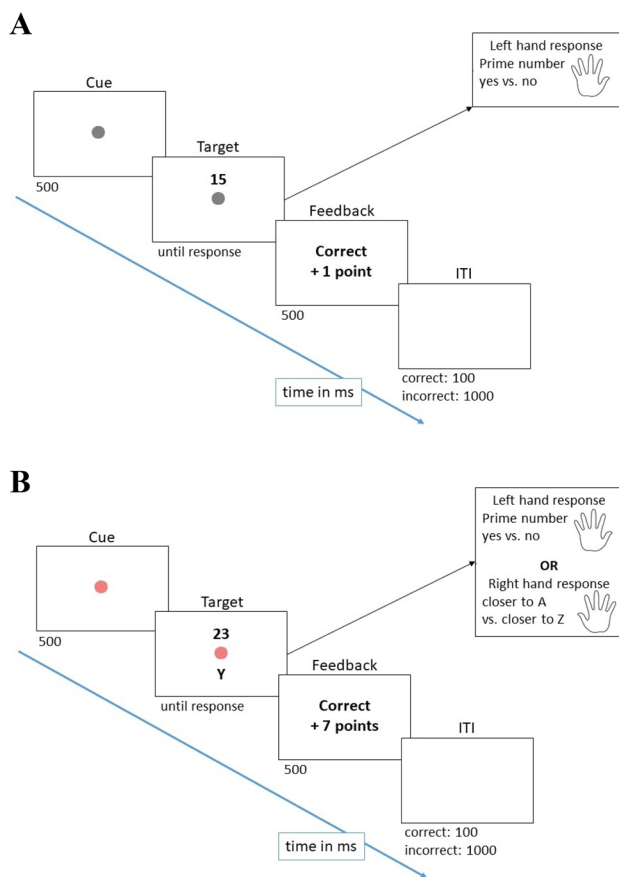 A
Left hand response
Prime number
yes vs. no
Cue
500
Target
15
until response
Feedback
Correct
+ 1 point
500
ITI
correct: 100
incorrect: 1000
time in ms
B
Left hand response
Prime number
yes vs. no
OR
Right hand response
closer to A
vs. closer to Z
Cue
500
Target
23
Y
until response
Feedback
Correct
+ 7 points
500
ITI
correct: 100
incorrect: 1000
time in ms